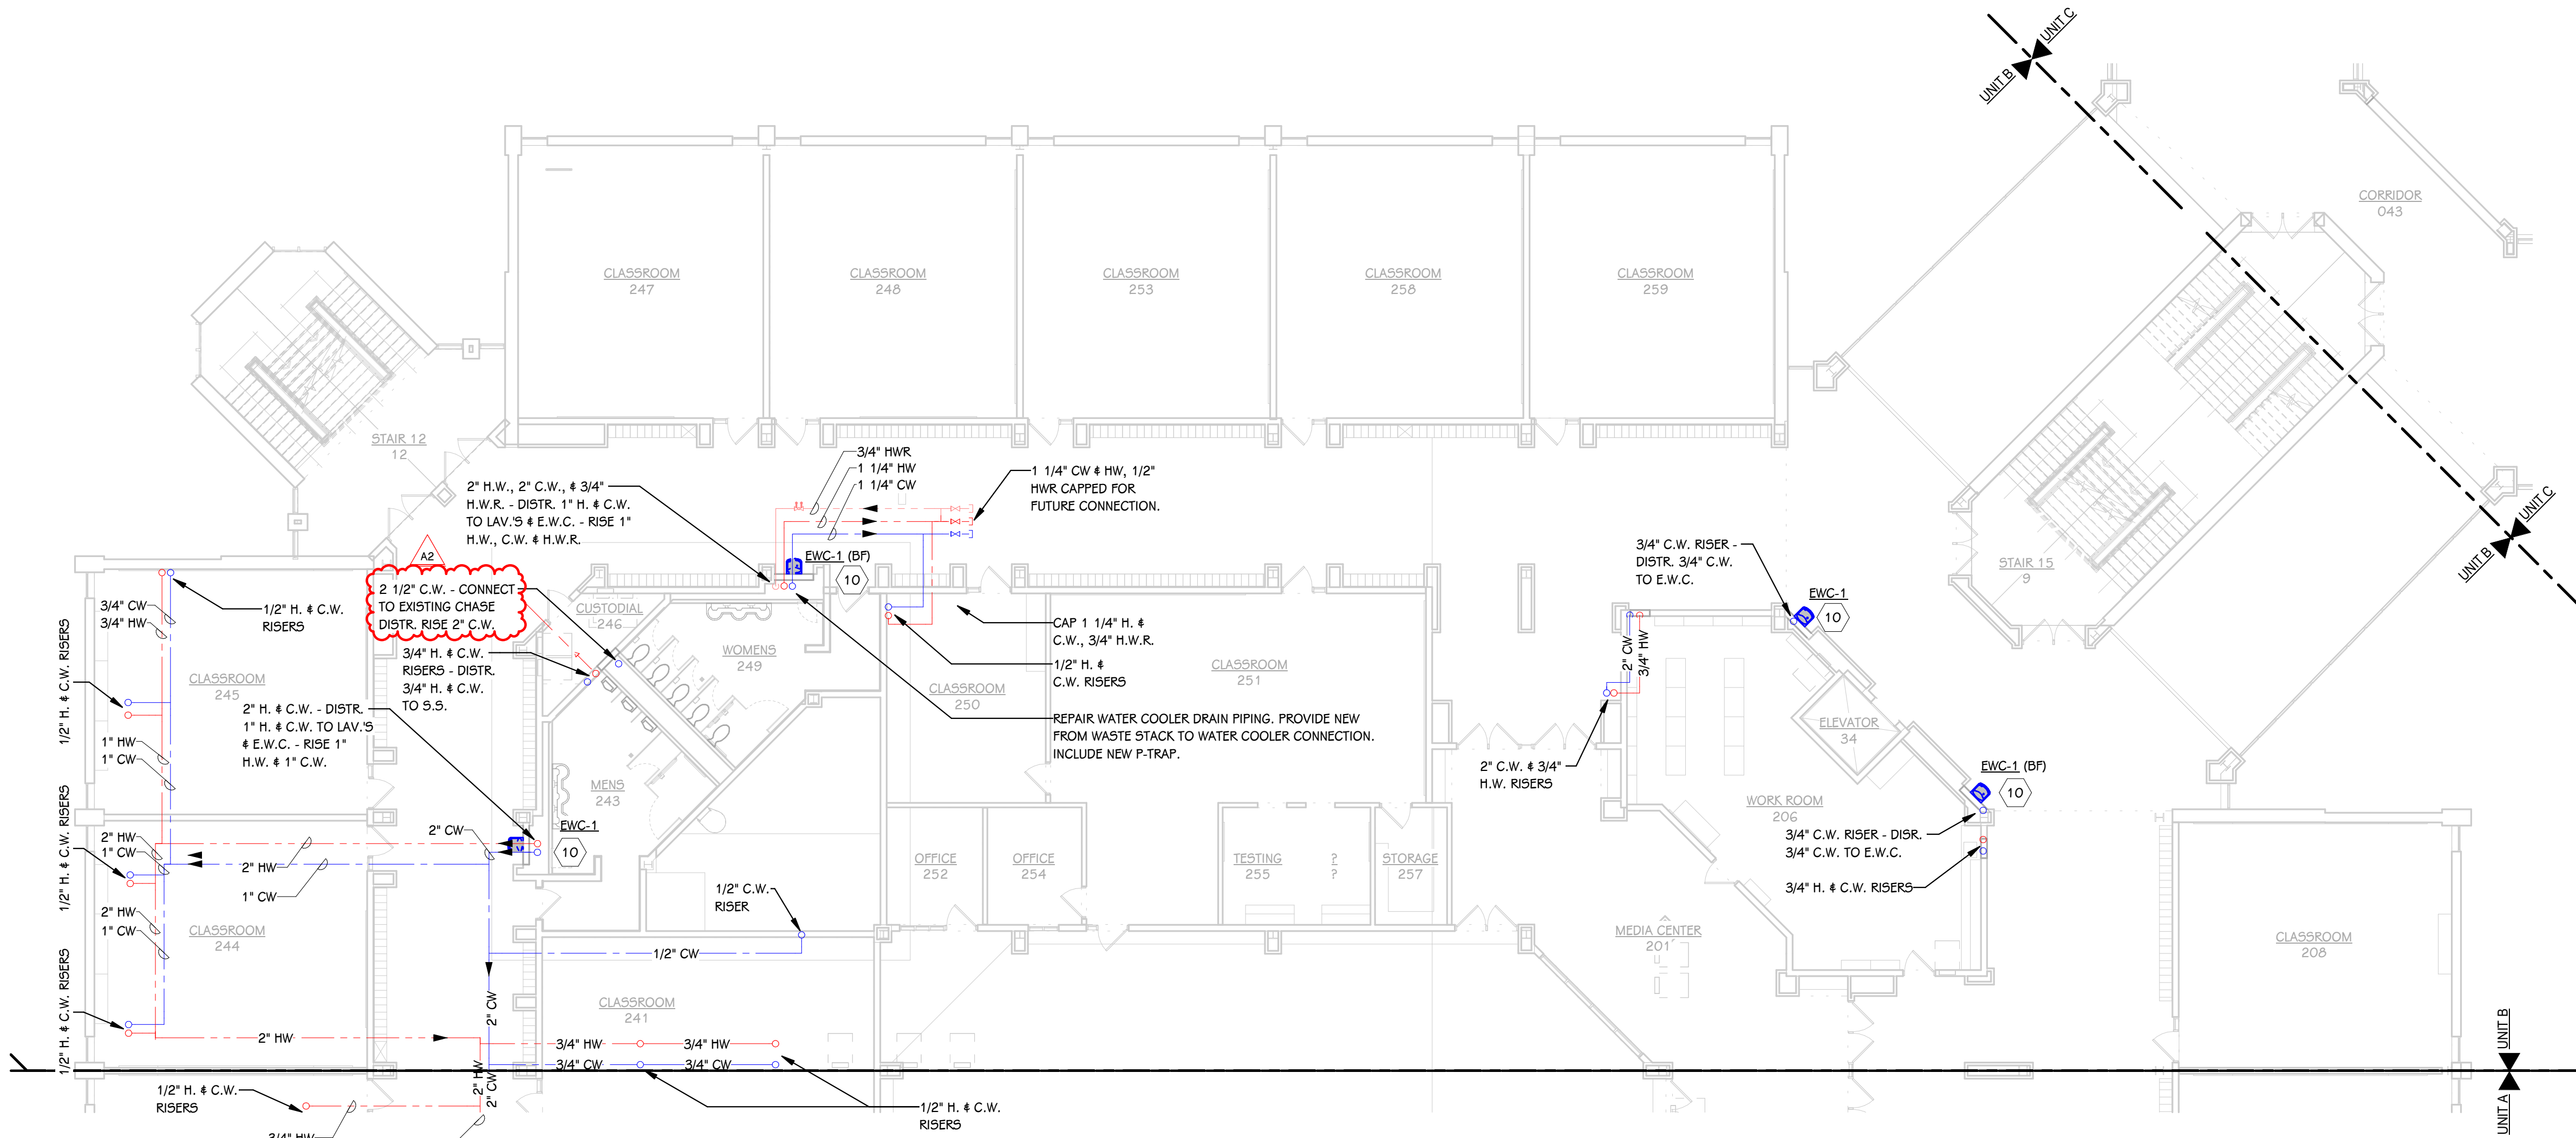 UNIT C
UNIT B
CORRIDOR
043
CLASSROOM
247
CLASSROOM
248
CLASSROOM
253
CLASSROOM
258
CLASSROOM
259
STAIR 12
12
3/4" HWR
1 1/4" HW
1 1/4" CW
1 1/4" CW & HW, 1/2"
HWR CAPPED FOR
FUTURE CONNECTION.
2" H.W., 2" C.W., & 3/4"
H.W.R. - DISTR. 1" H. & C.W.
TO LAV.'S & E.W.C. - RISE 1"
H.W., C.W. & H.W.R.
UNIT C
UNIT B
STAIR 15
9
A2
2 1/2" C.W. - CONNECT
TO EXISTING CHASE
DISTR. RISE 2" C.W.
EWC-1 (BF)
10
3/4" C.W. RISER -
DISTR. 3/4" C.W.
TO E.W.C.
EWC-1
10
CUSTODIAL
246
3/4" CW
3/4" HW
1/2" H. & C.W.
RISERS
CAP 1 1/4" H. &
C.W., 3/4" H.W.R.
1/2" H. &
C.W. RISERS
WOMENS
249
3/4" H. & C.W.
RISERS - DISTR.
3/4" H. & C.W.
TO S.S.
CLASSROOM
251
CLASSROOM
250
2" CW
3/4" HW
1/2" H. & C.W. RISERS
CLASSROOM
245
2" H. & C.W. - DISTR.
1" H. & C.W. TO LAV.'S
& E.W.C. - RISE 1"
H.W. & 1" C.W.
1" HW
1" CW
REPAIR WATER COOLER DRAIN PIPING. PROVIDE NEW
FROM WASTE STACK TO WATER COOLER CONNECTION.
INCLUDE NEW P-TRAP.
ELEVATOR
34
2" C.W. & 3/4"
H.W. RISERS
EWC-1 (BF)
10
MENS
243
WORK ROOM
206
1/2" H. & C.W. RISERS
2" HW
1" CW
2" HW
1" CW
2" CW
EWC-1
10
3/4" C.W. RISER - DISR.
3/4" C.W. TO E.W.C.
3/4" H. & C.W. RISERS
OFFICE
252
OFFICE
254
TESTING
255
?
?
STORAGE
257
1/2" C.W.
RISER
2" HW
1" CW
CLASSROOM
244
1/2" CW
MEDIA CENTER
201
CLASSROOM
208
1/2" H. & C.W. RISERS
2" CW
CLASSROOM
241
2" HW
3/4" HW
3/4" HW
3/4" CW
3/4" CW
2" HW
2" CW
UNIT B
UNIT A
1/2" H. & C.W.
RISERS
1/2" H. & C.W.
RISERS
3/4" HW